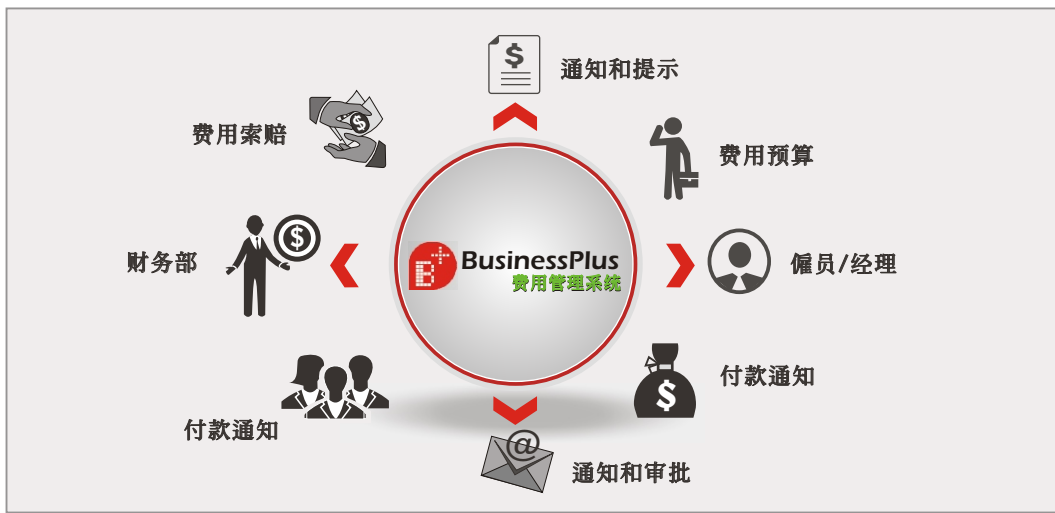 通知和提示
费用索赔
费用预算
财务部
B+
BusinessPlus
费用管理系统
僱员/经理
付款通知
付款通知
@
通知和审批